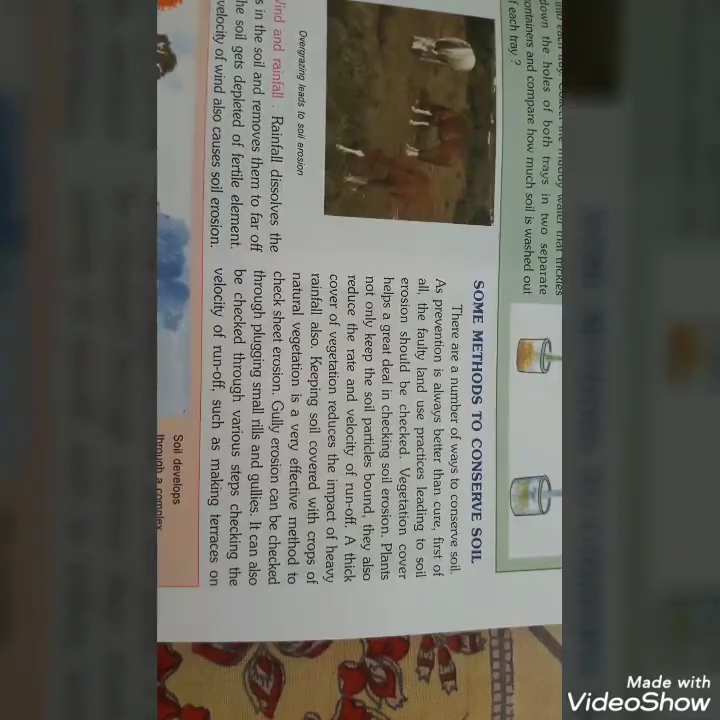 down the holes of both trays in two separate
containers and compare how much soil is washed out
f each tray ?
Overgrazing leads to soil erosion
Wind and rainfall : Rainfall dissolves the
s in the soil and removes them to far off
he soil gets depleted of fertile element.
velocity of wind also causes soil erosion.
SOME METHODS TO CONSERVE SOIL
There are a number of ways to conserve soil.
As prevention is always better than cure, first of
all, the faulty land use practices leading to soil
erosion should be checked. Vegetation cover
helps a great deal in checking soil erosion. Plants
not only keep the soil particles bound, they also
reduce the rate and velocity of run-off. A thick
cover of vegetation reduces the impact of heavy
rainfall also. Keeping soil covered with crops of
natural vegetation is a very effective method to
check sheet erosion. Gully erosion can be checked
through plugging small rills and gullies. It can also
be checked through various steps checking the
velocity of run-off, such as making terraces on
Soil develops
through a complex
Made with
VideoShow